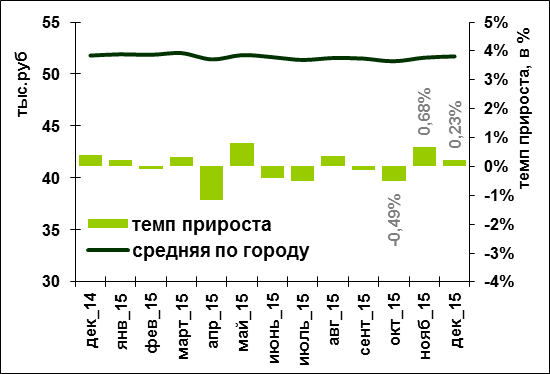 55
50
45
40
35
30
тыс.руб
5%
4%
3%
2%
1%
0%
-1%
-2%
-3%
-4%
темп прироста, в %
-0,49%
0,68%
0,23%
темп прироста
средняя по городу
дек_14
янв_15
фев_15
март_15
апр_15
май_15
июнь_15
июль_15
авг_15
сент_15
окт_15
нояб_15
дек_15